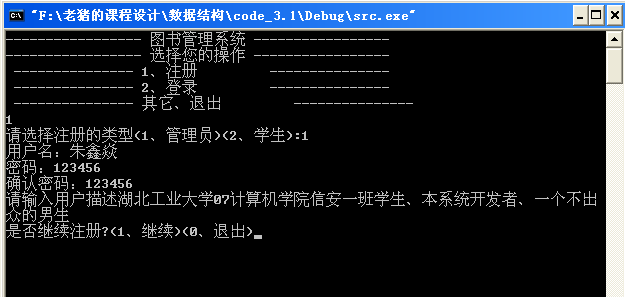 "F:\老猪的课程设计\数据结构\code_3.1\Debug\src.exe"
----------------- 图书管理系统 -----------------
----------------- 选择您的操作 -----------------
--------------- 1、注册 ---------------
--------------- 2、登录 ---------------
--------------- 其它、退出 ---------------
1
请选择注册的类型(1、管理员)(2、学生):1
用户名: 朱鑫焱
密码: 123456
确认密码: 123456
请输入用户描述湖北工业大学07计算机学院信安一班学生、本系统开发者、一个不出
众的男生
是否继续注册?(1、继续)(0、退出)